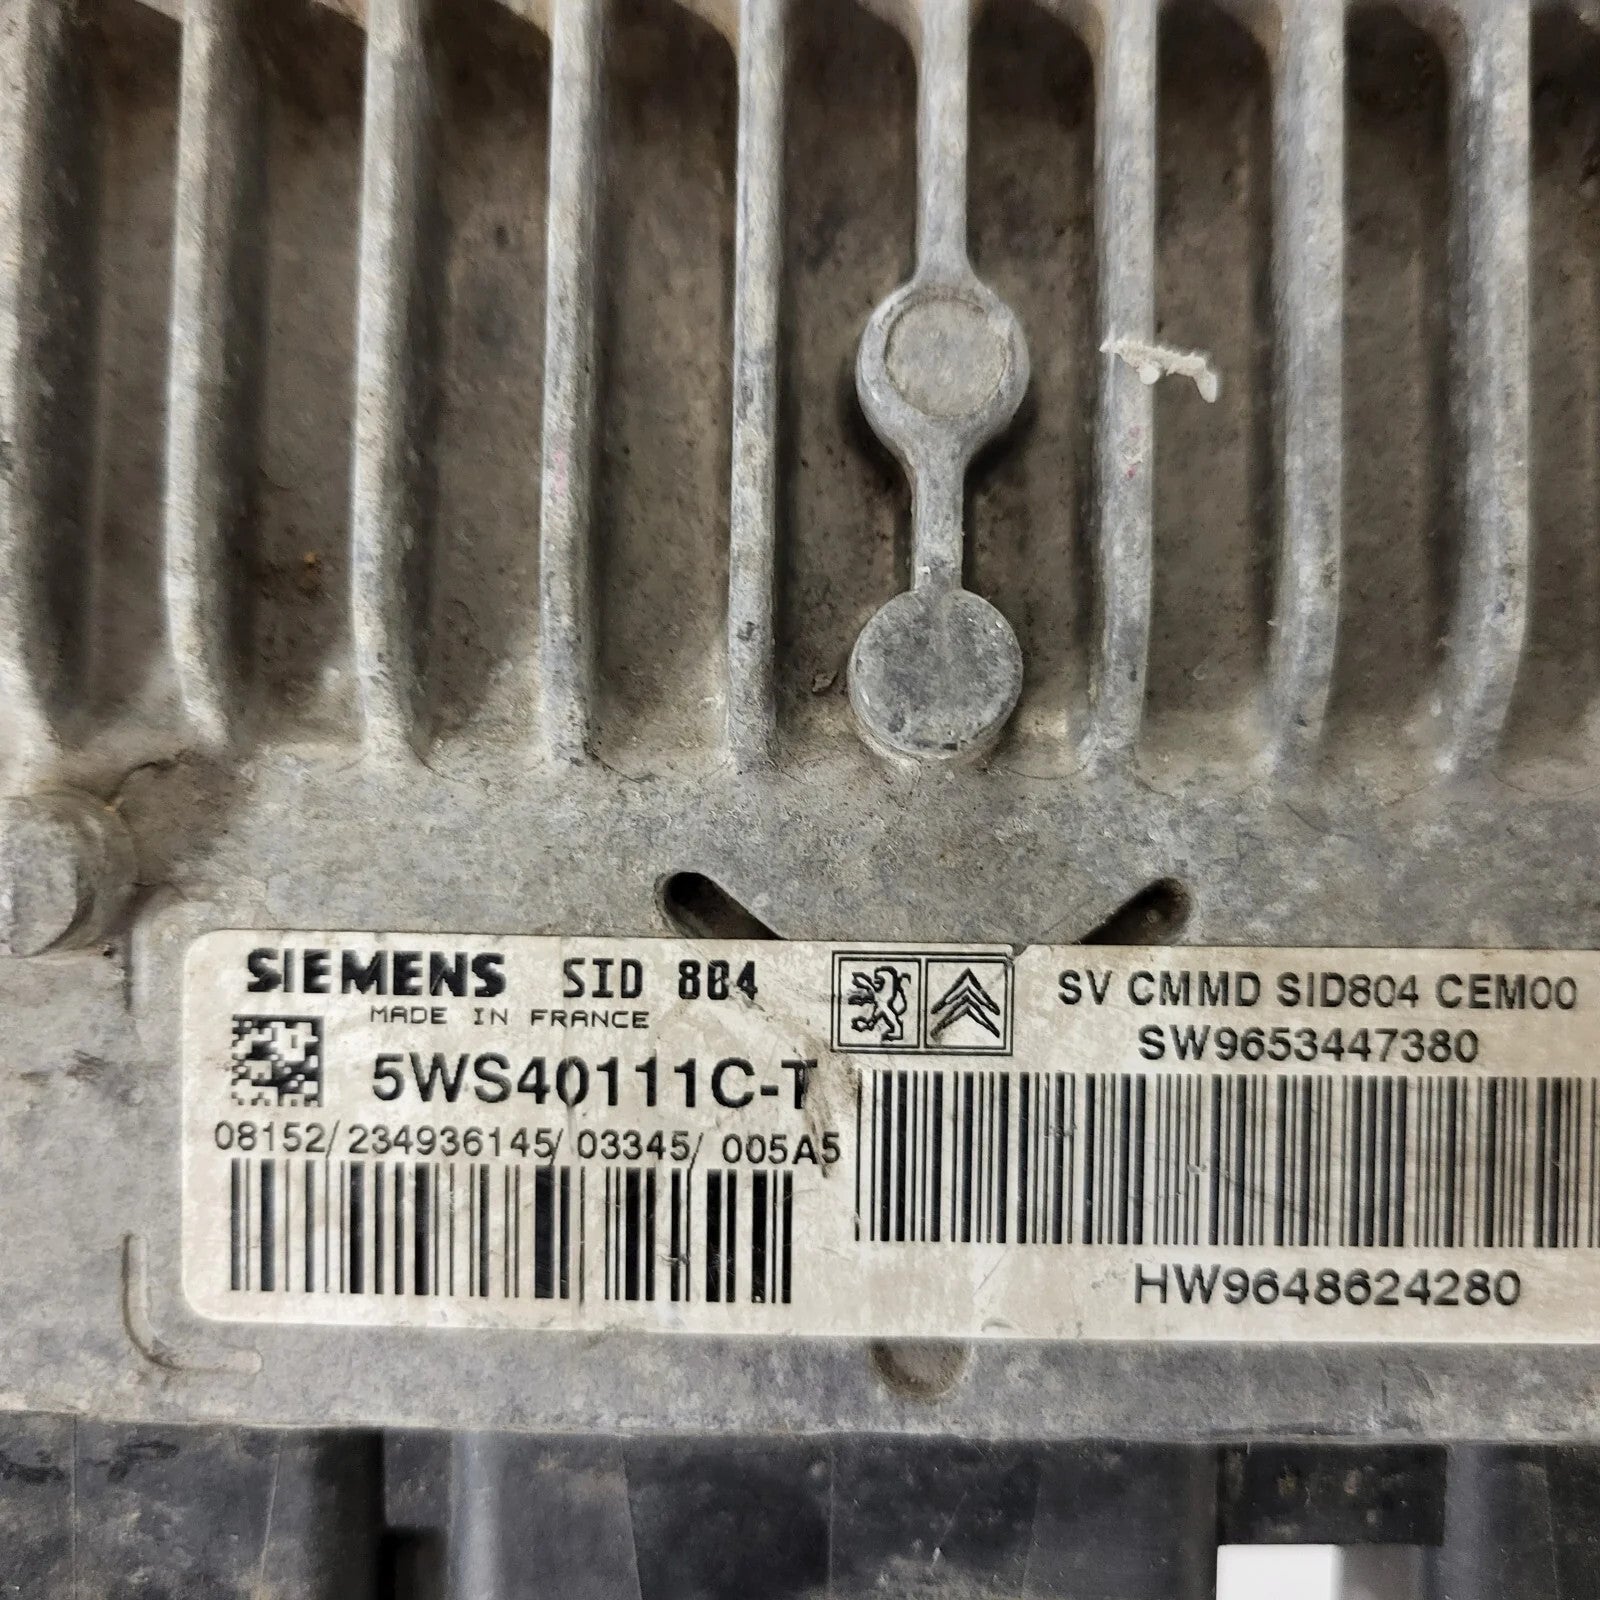 SIEMENS SID 804
MADE IN FRANCE
5WS40111C-T
08152/234936145/03345/005A5
SV CMMD SID804 CEM00
SW9653447380
HW9648624280